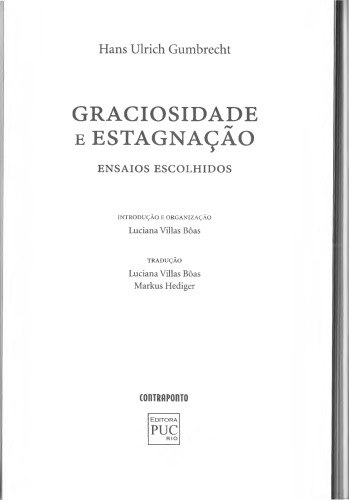 Hans Ulrich Gumbrecht
GRACIOSIDADE
E ESTAGNAÇÃO
ENSAIOS ESCOLHIDOS
INTRODUÇÃO E ORGANIZAÇÃO
Luciana Villas Bôas
TRADUÇÃO
Luciana Villas Bôas
Markus Hediger
CONTRAPONTO
EDITORA
PUC
RIO